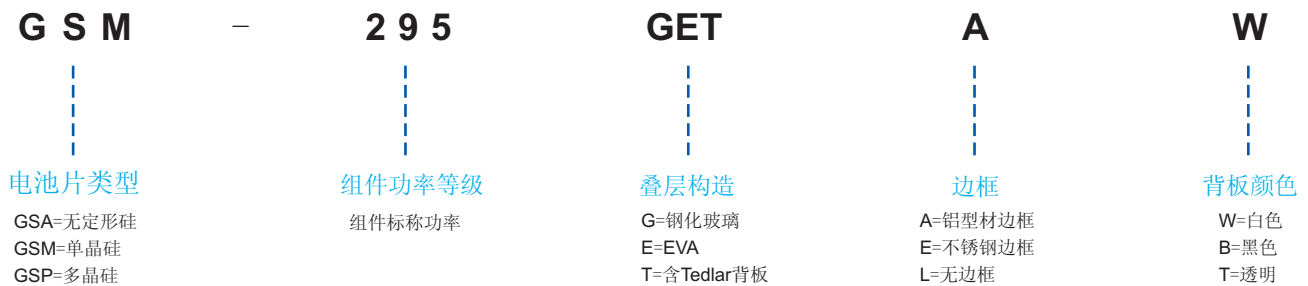 GSM - 295 GET A W
电池片类型 组件功率等级 叠层构造 边框 背板颜色
GSA=无定形硅 组件标称功率 G=钢化玻璃 A=铝型材边框 W=白色
GSM=单晶硅 E=EVA E=不锈钢边框 B=黑色
GSP=多晶硅 T=含Tedlar背板 L=无边框 T=透明